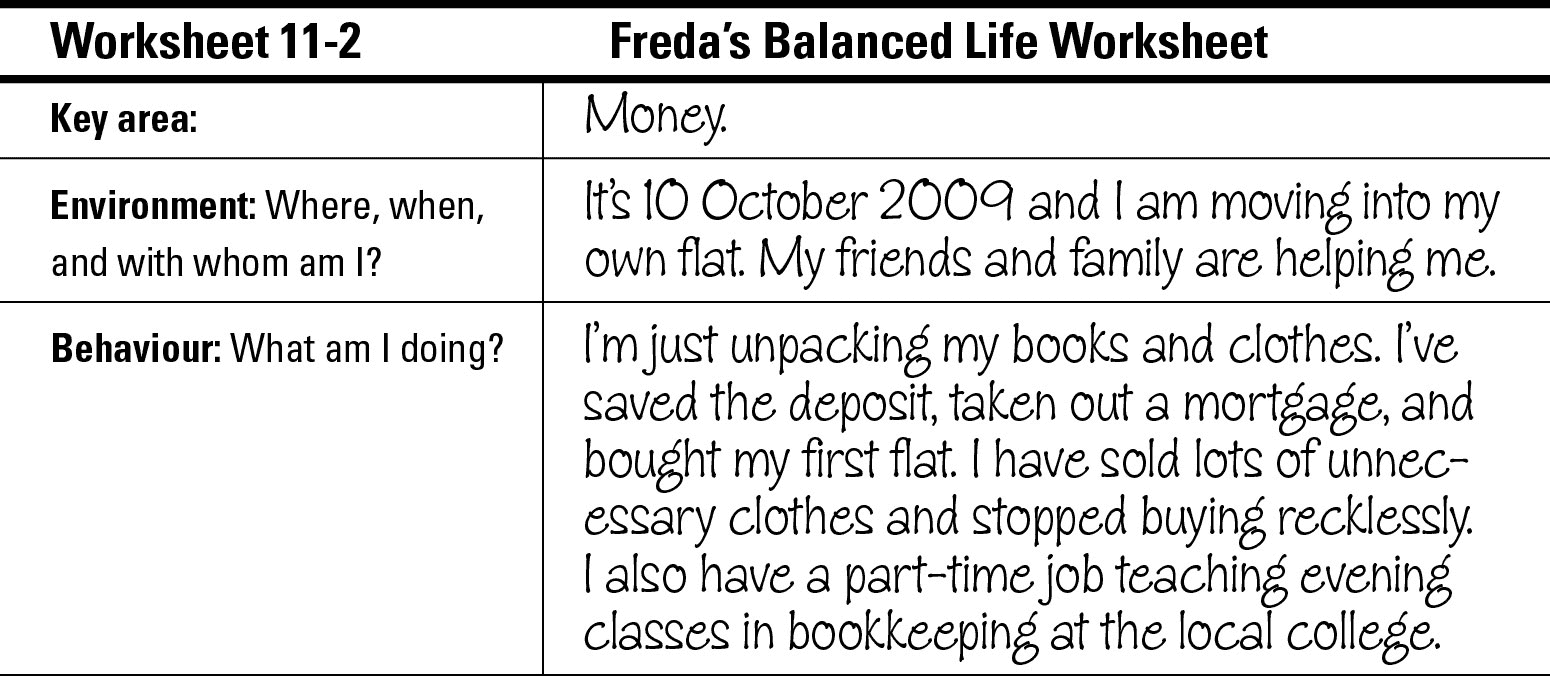 Worksheet 11-2 Freda's Balanced Life Worksheet
Key area: Money.
Environment: Where, when,
and with whom am I?
It's 10 October 2009 and I am moving into my
own flat. My friends and family are helping me.
Behaviour: What am I doing?
I'm just unpacking my books and clothes. I've
saved the deposit, taken out a mortgage, and
bought my first flat. I have sold lots of unnec-
essary clothes and stopped buying recklessly.
I also have a part-time job teaching evening
classes in bookkeeping at the local college.